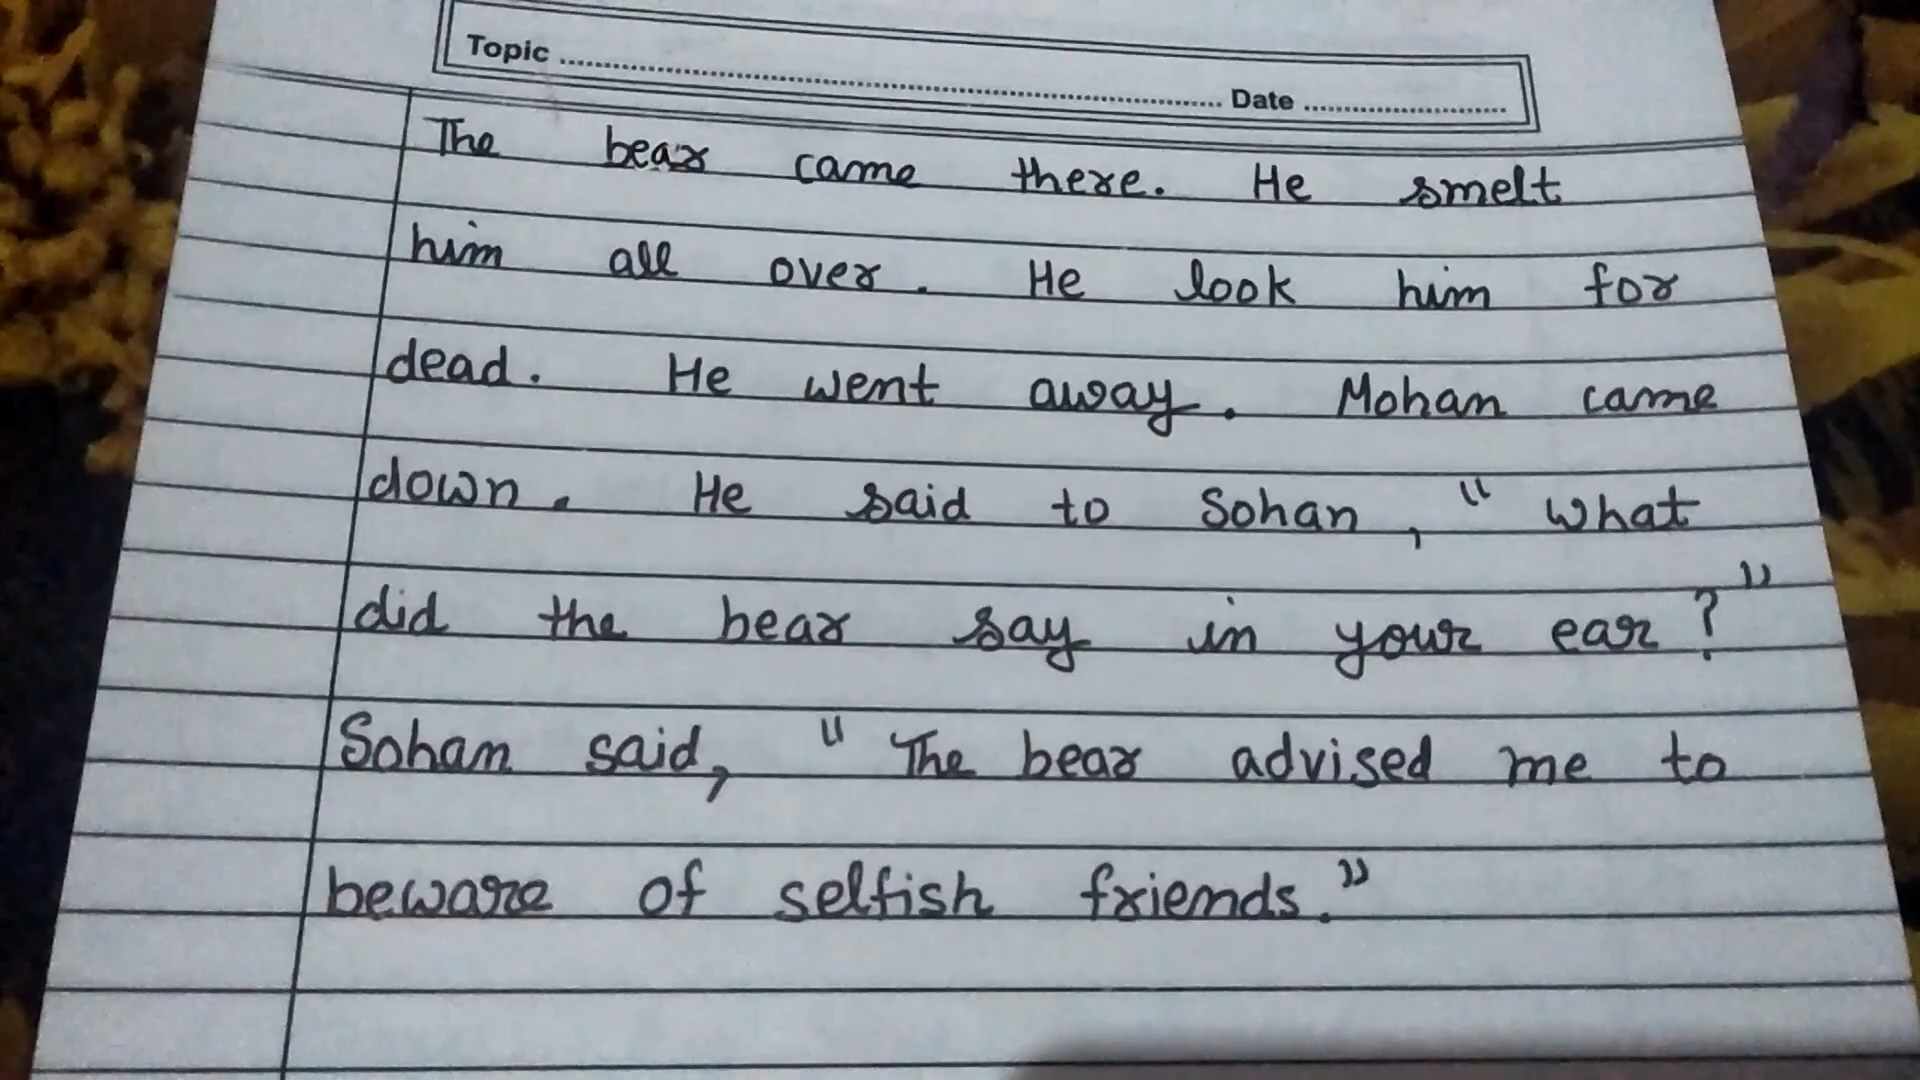 Topic ........ Date ........
The bear came there. He smelt
him all over. He look him for
dead. He went away. Mohan came
down. He said to Sohan, "What
did the bear say in your ear?"
Sohan said, "The bear advised me to
beware of selfish friends."